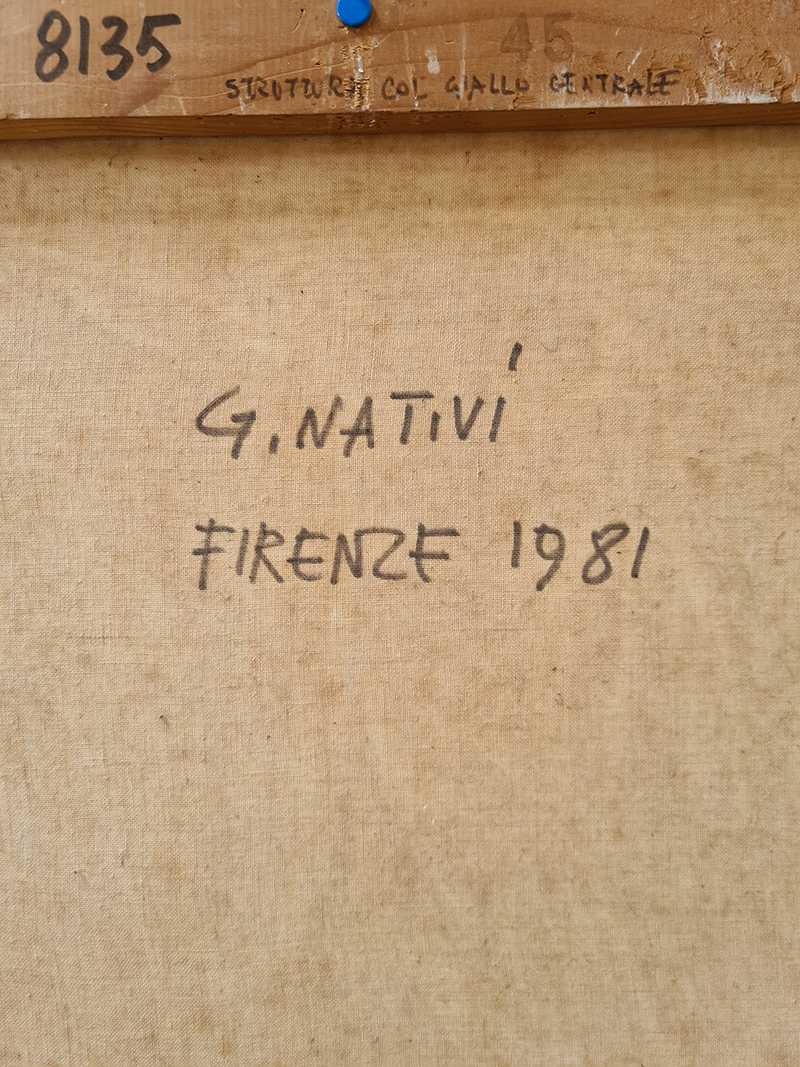 8135
45
STRUTTURA COL GIALLO CENTRALE
G. NATIVI
FIRENZE 1981